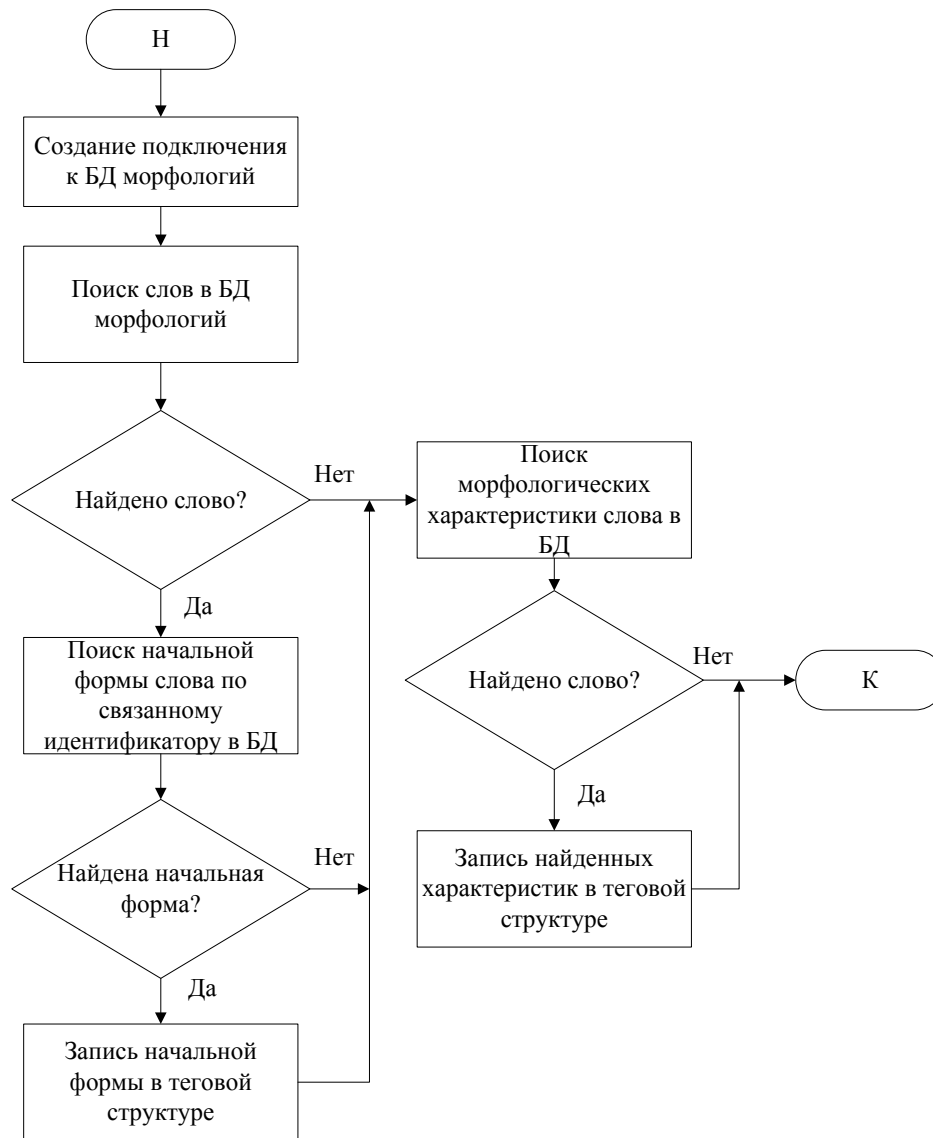 Н
Создание подключения
к БД морфологий
Поиск слов в БД
морфологий
Найдено слово?
Нет
Да
Поиск начальной
формы слова по
связанному
идентификатору в БД
Найдена начальная
форма?
Нет
Да
Запись начальной
формы в теговой
структуре
Поиск
морфологических
характеристики слова в
БД
Найдено слово?
Нет
Да
Запись найденных
характеристик в теговой
структуре
К